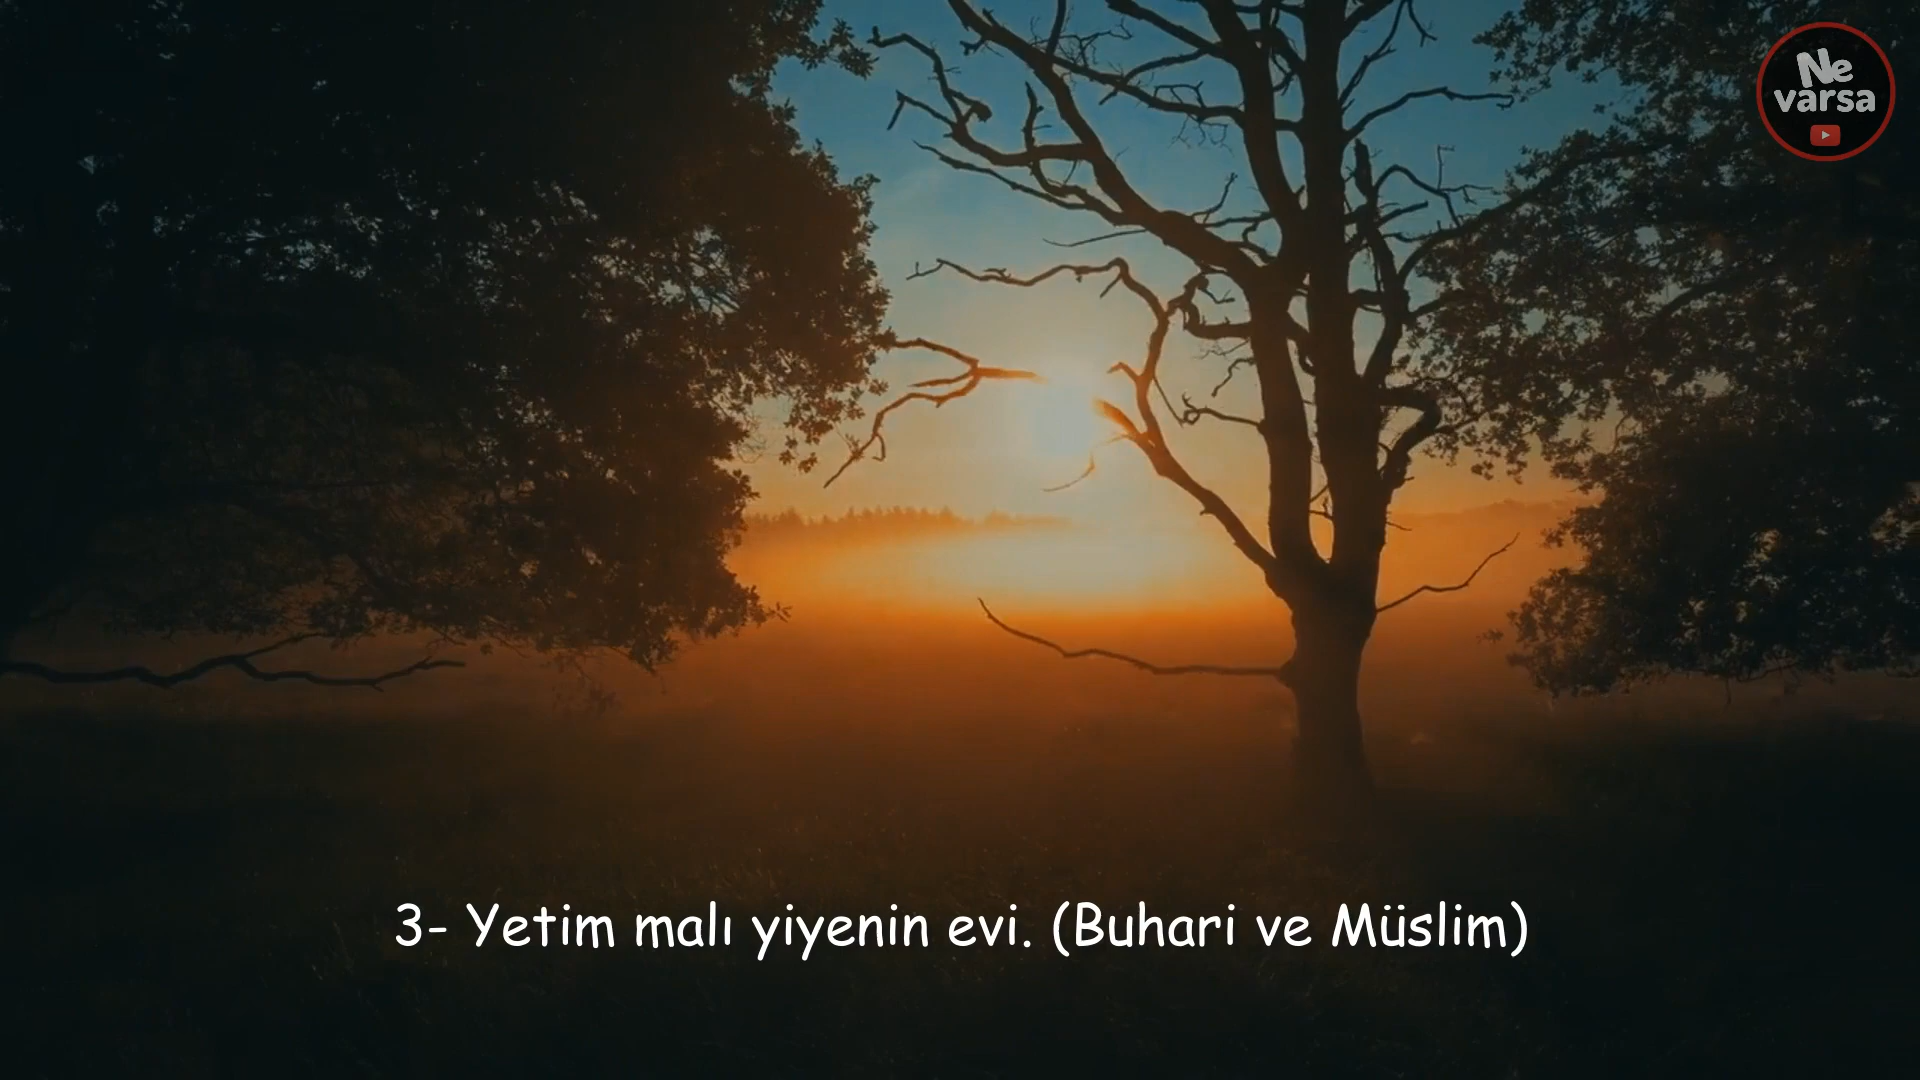 Ne
varsa
3- Yetim malı yiyenin evi. (Buhari ve Müslim)